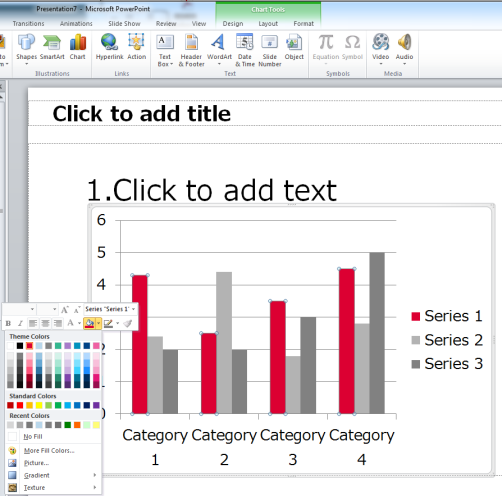 Presentation7 - Microsoft PowerPoint
Chart Tools
Transitions Animations Slide Show Review View Design Layout Format
Shapes SmartArt Chart Hyperlink Action Text Box Header & Footer WordArt Date & Time Slide Number Object Equation Symbol Video Audio
Illustrations Links Text Symbols Media
Click to add title
1.Click to add text
6
5
4
2
0
Series 1
Series 2
Series 3
Category 1
Category 2
Category 3
Category 4
Series "Series 1"
B I A
Theme Colors
Standard Colors
Recent Colors
No Fill
More Fill Colors...
Picture...
Gradient
Texture